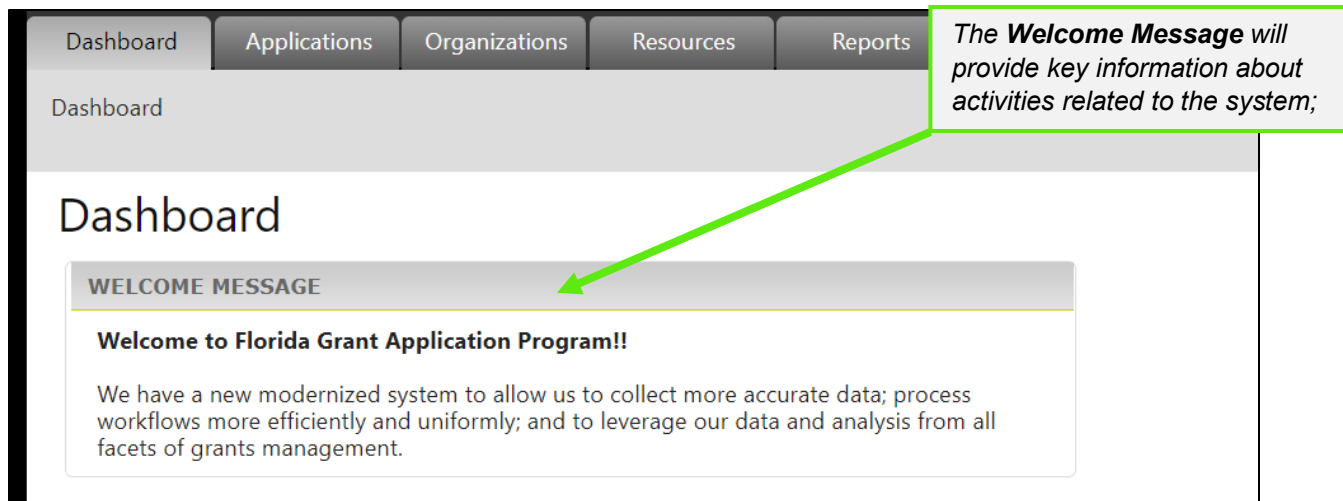 Dashboard Applications Organizations Resources Reports
The Welcome Message will
provide key information about
activities related to the system;
Dashboard
Dashboard
WELCOME MESSAGE
Welcome to Florida Grant Application Program!!
We have a new modernized system to allow us to collect more accurate data; process
workflows more efficiently and uniformly; and to leverage our data and analysis from all
facets of grants management.